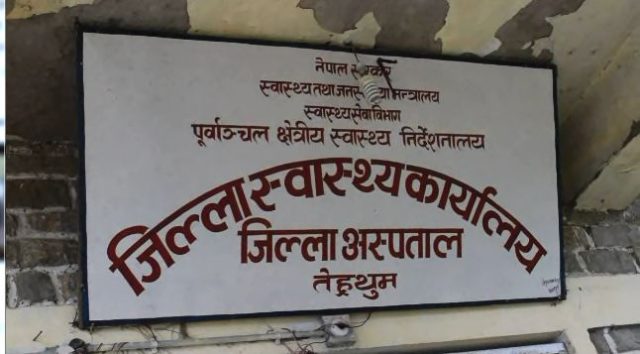 नेपाल सरकार
स्वास्थ्य तथा जनसंख्या मन्त्रालय
स्वास्थ्य सेवा विभाग
पूर्वाञ्चल क्षेत्रीय स्वास्थ्य निर्देशनालय
जिल्ला स्वास्थ्य कार्यालय
जिल्ला अस्पताल
तेह्रथुम